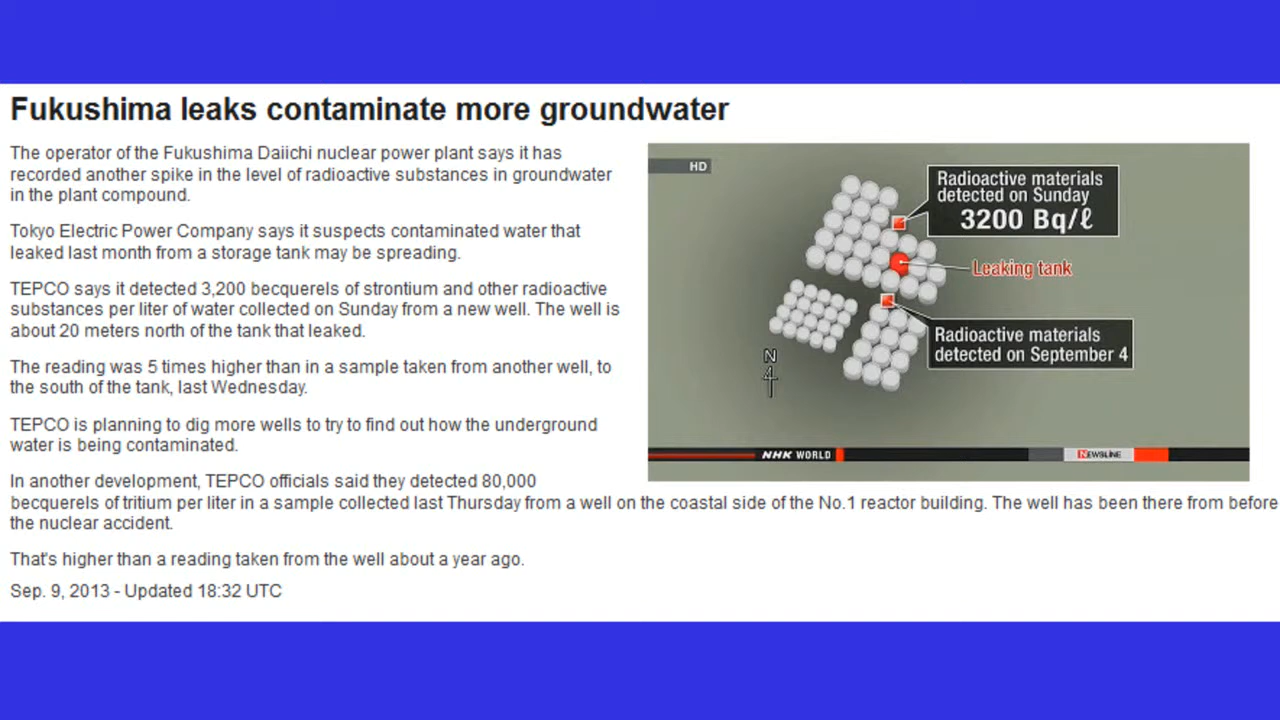 Fukushima leaks contaminate more groundwater
The operator of the Fukushima Daiichi nuclear power plant says it has
recorded another spike in the level of radioactive substances in groundwater
in the plant compound.
Tokyo Electric Power Company says it suspects contaminated water that
leaked last month from a storage tank may be spreading.
TEPCO says it detected 3,200 becquerels of strontium and other radioactive
substances per liter of water collected on Sunday from a new well. The well is
about 20 meters north of the tank that leaked.
The reading was 5 times higher than in a sample taken from another well, to
the south of the tank, last Wednesday.
TEPCO is planning to dig more wells to try to find out how the underground
water is being contaminated.
In another development, TEPCO officials said they detected 80,000
becquerels of tritium per liter in a sample collected last Thursday from a well on the coastal side of the No.1 reactor building. The well has been there from before
the nuclear accident.
That's higher than a reading taken from the well about a year ago.
Sep. 9, 2013 - Updated 18:32 UTC
HD
Radioactive materials
detected on Sunday
3200 Bq/ℓ
Leaking tank
Radioactive materials
detected on September 4
N
NHK WORLD
NEWSLINE